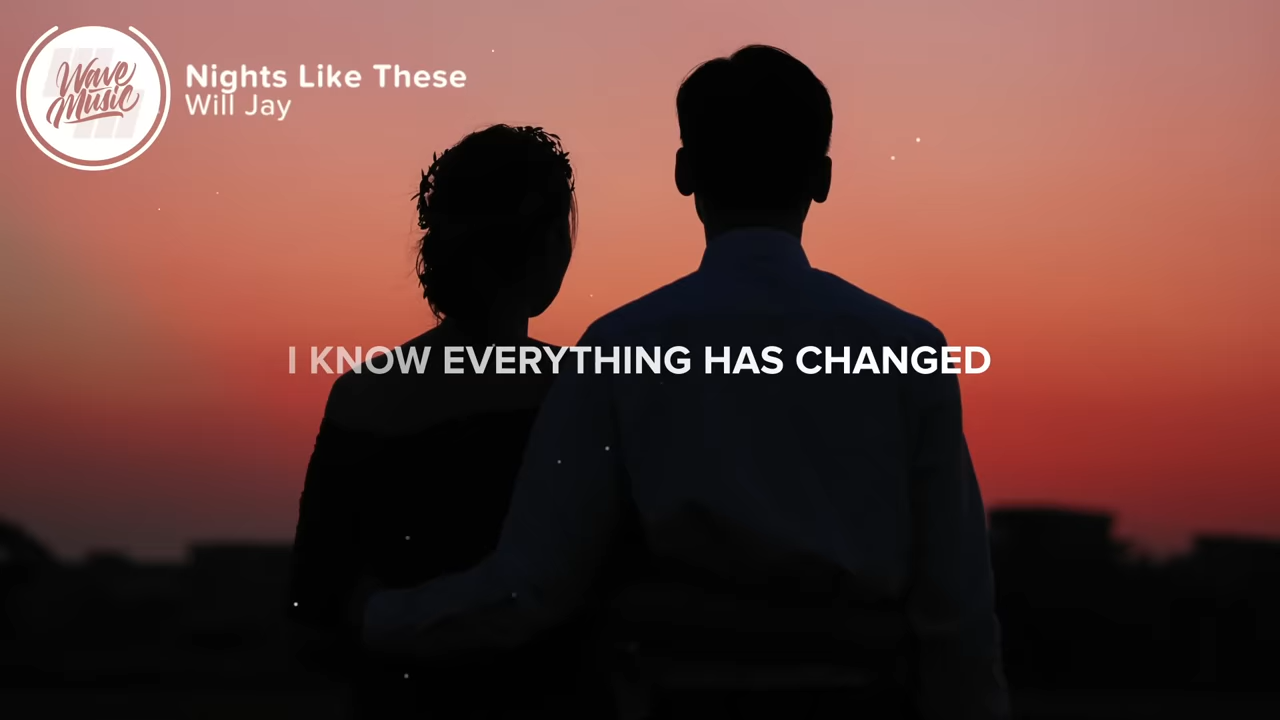 Wave
Music
Nights Like These
Will Jay
I KNOW EVERYTHING HAS CHANGED